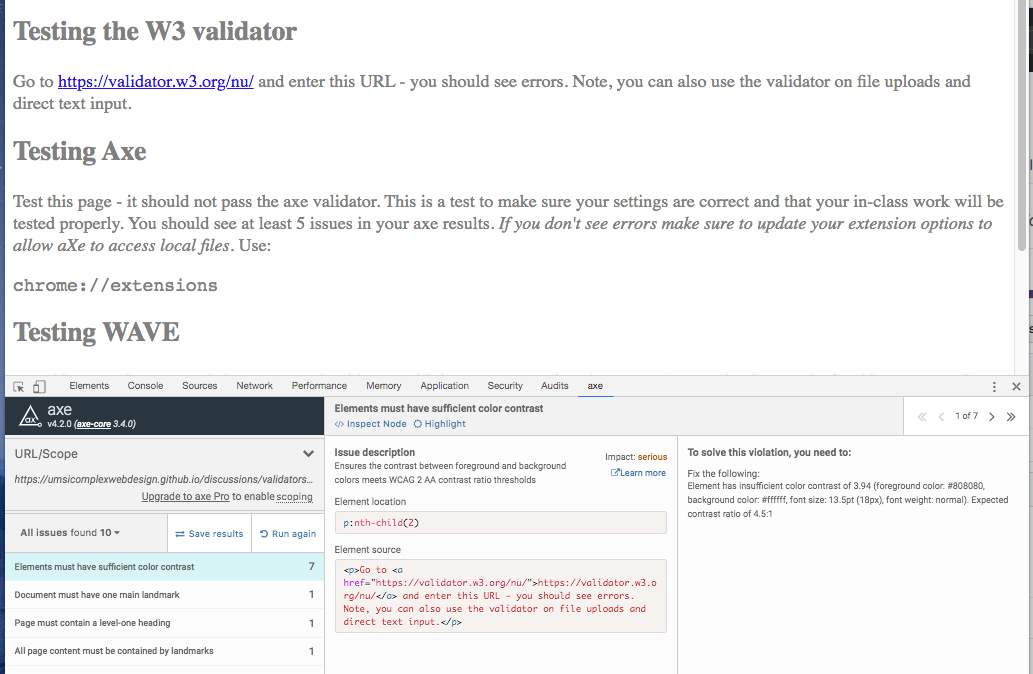 Testing the W3 validator
Go to https://validator.w3.org/nu/ and enter this URL - you should see errors. Note, you can also use the validator on file uploads and
direct text input.
Testing Axe
Test this page - it should not pass the axe validator. This is a test to make sure your settings are correct and that your in-class work will be
tested properly. You should see at least 5 issues in your axe results. If you don't see errors make sure to update your extension options to
allow aXe to access local files. Use:
chrome://extensions
Testing WAVE
Elements Console Sources Network Performance Memory Application Security Audits axe
axe
v4.2.0 (axe-core 3.4.0)
URL/Scope
https://umsicomplexwebdesign.github.io/discussions/validators...
Upgrade to axe Pro to enable scoping
All issues found 10
Save results
Run again
Elements must have sufficient color contrast 7
Document must have one main landmark 1
Page must contain a level-one heading 1
All page content must be contained by landmarks 1
Elements must have sufficient color contrast
</> Inspect Node Highlight
1 of 7
Issue description
Impact: serious
Ensures the contrast between foreground and background
colors meets WCAG 2 AA contrast ratio thresholds
Learn more
Element location
p:nth-child(2)
Element source
<p>Go to <a
href="https://validator.w3.org/nu/">https://validator.w3.o
rg/nu/</a> and enter this URL - you should see errors.
Note, you can also use the validator on file uploads and
direct text input.</p>
To solve this violation, you need to:
Fix the following:
Element has insufficient color contrast of 3.94 (foreground color: #808080,
background color: #ffffff, font size: 13.5pt (18px), font weight: normal). Expected
contrast ratio of 4.5:1